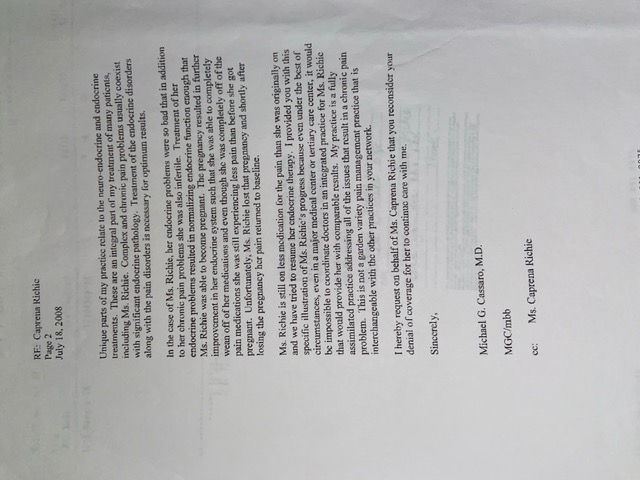 RE: Caprena Richie
Page 2
July 18, 2008
Unique parts of my practice relate to the neuro-endocrine and endocrine
treatments. These are an integral part of my treatment of many patients,
including Ms. Richie. Complex and chronic pain problems usually coexist
with significant endocrine pathology. Treatment of the endocrine disorders
along with the pain disorders is necessary for optimum results.
In the case of Ms. Richie, her endocrine problems were so bad that in addition
to her chronic pain problems she was also infertile. Treatment of her
endocrine problems resulted in normalizing endocrine function enough that
Ms. Richie was able to become pregnant. The pregnancy resulted in further
improvement in her endocrine system such that she was able to completely
wean off of her medications and even though she was completely off of the
pain medications she was still experiencing less pain than before she got
pregnant. Unfortunately, Ms. Richie lost that pregnancy and shortly after
losing the pregnancy her pain returned to baseline.
Ms. Richie is still on less medication for the pain than she was originally on
and we have tried to resume her endocrine therapy. I provided you with this
specific illustration of Ms. Richie's progress because even under the best of
circumstances, even in a major medical center or tertiary care center, it would
be impossible to coordinate doctors in an integrated practice for Ms. Richie
that would provide her with comparable results. My practice is a fully
assimilated practice addressing all of the issues that result in a chronic pain
problem. This is not a garden variety pain management practice that is
interchangeable with the other practices in your network.
I hereby request on behalf of Ms. Caprena Richie that you reconsider your
denial of coverage for her to continue care with me.
Sincerely,
Michael G. Cassaro, M.D.
MGC/mbb
cc: Ms. Caprena Richie